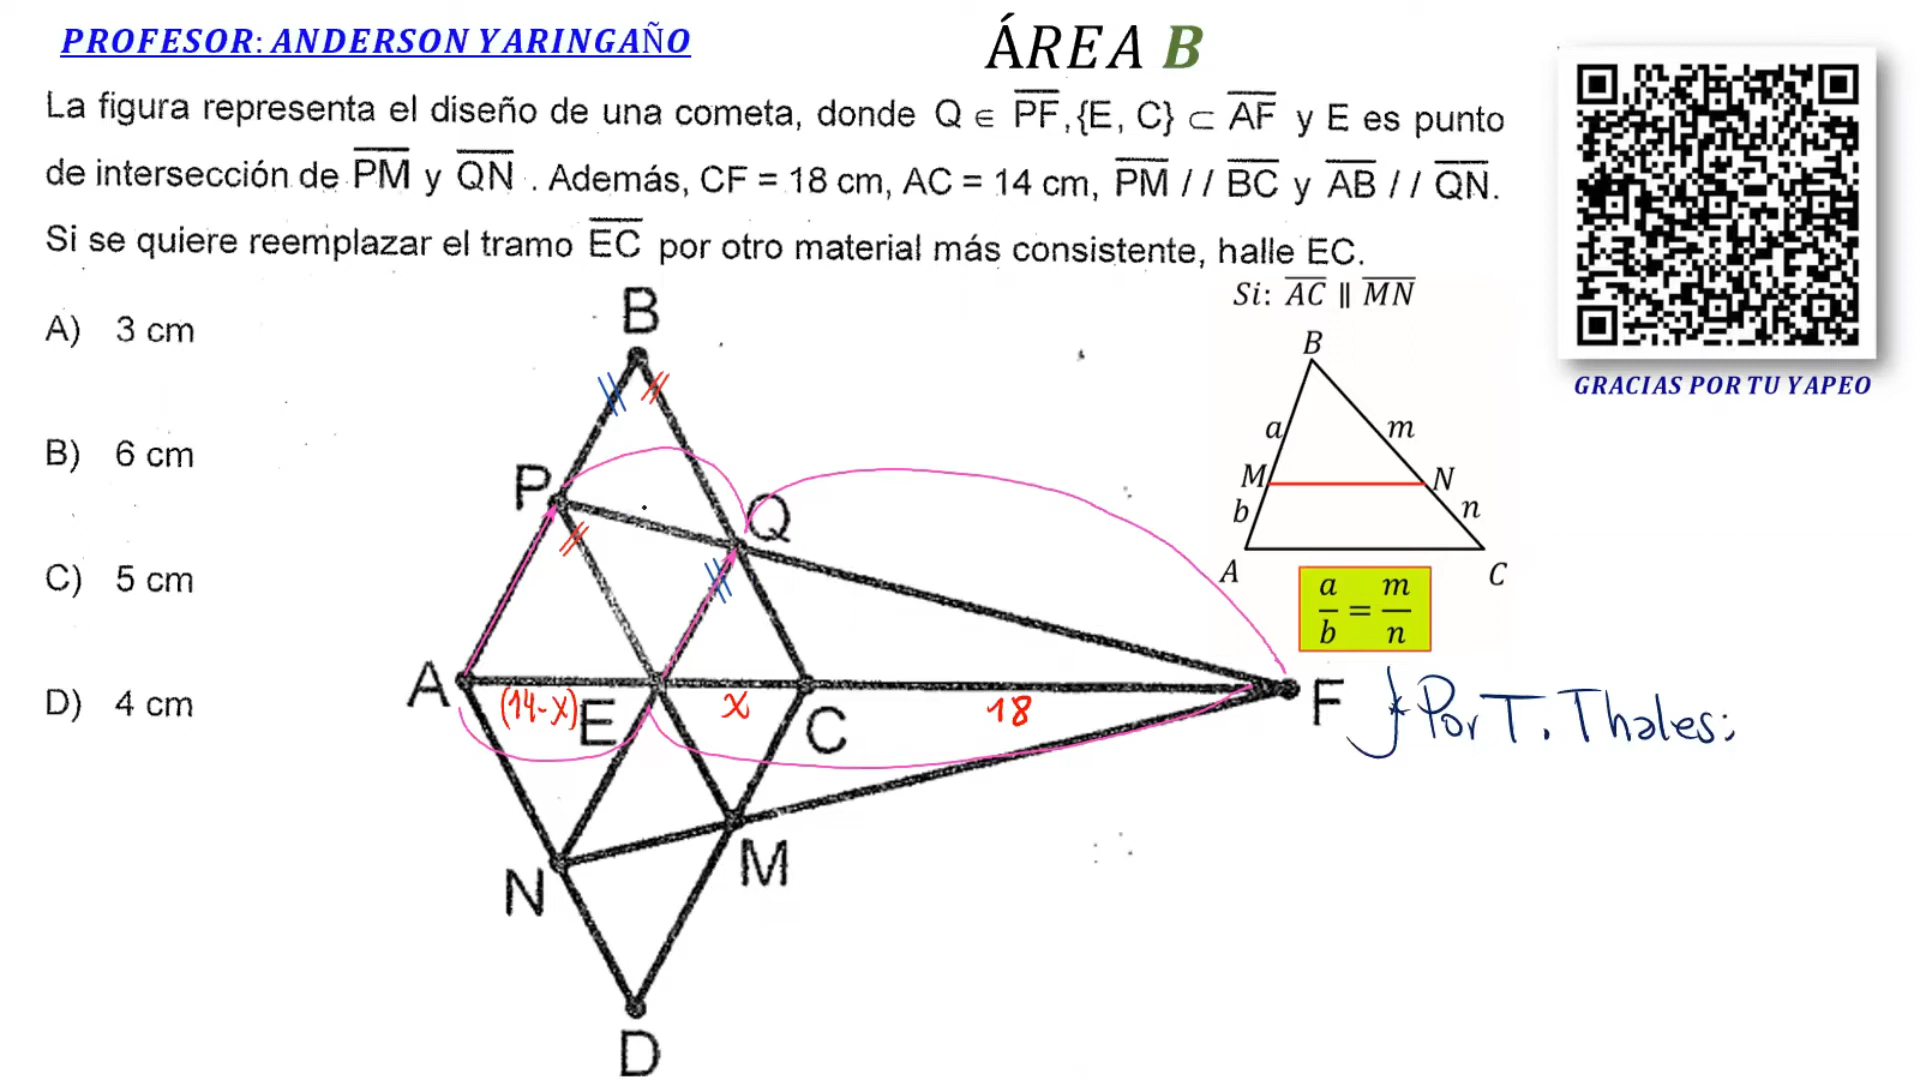 PROFESOR: ANDERSON YARINGAÑO
ÁREA B
La figura representa el diseño de una cometa, donde Q ∈ PF, {E, C} ⊂ AF y E es punto
de intersección de PM y QN . Además, CF = 18 cm, AC = 14 cm, PM // BC y AB // QN.
Si se quiere reemplazar el tramo EC por otro material más consistente, halle EC.
A) 3 cm
B) 6 cm
C) 5 cm
D) 4 cm
B
P
Q
A
(14-x)
E
x
C
18
F
N
M
D
Si: AC ∥ MN
B
a
m
M
N
b
n
A
C
a/b = m/n
GRACIAS POR TU YAPEO
* Por T. Thales: